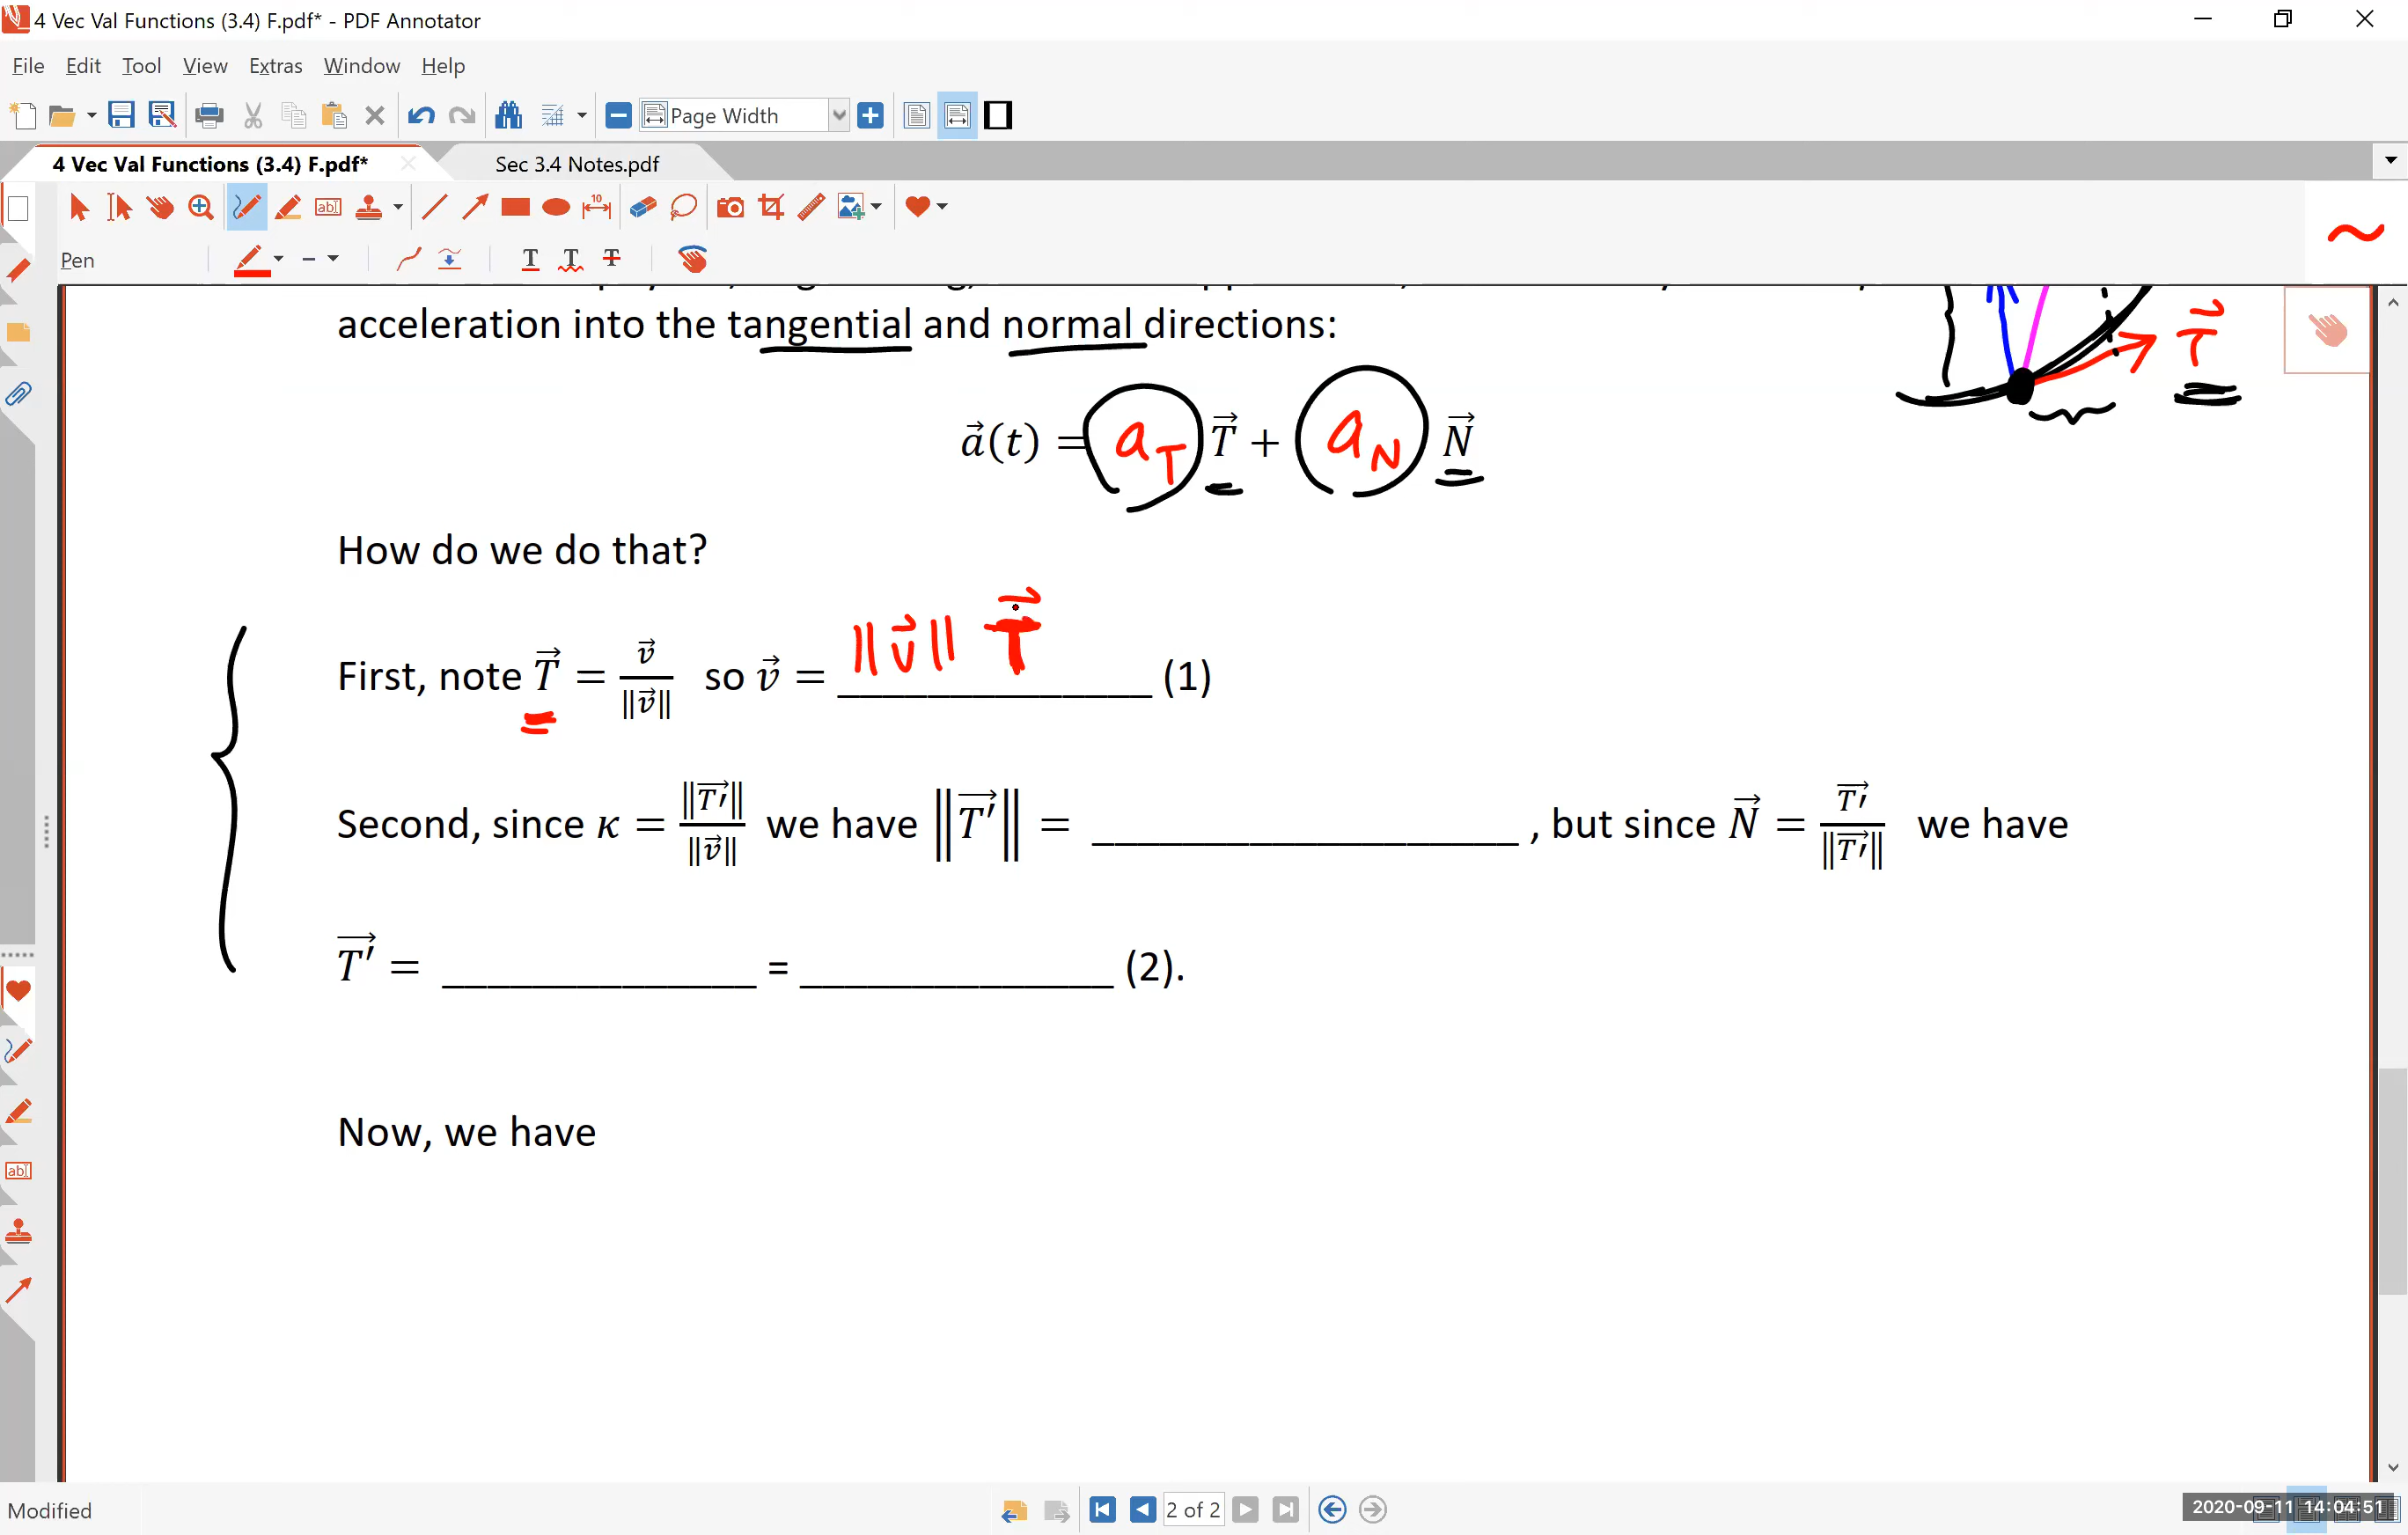 4 Vec Val Functions (3.4) F.pdf* - PDF Annotator
File Edit Tool View Extras Window Help
Page Width
4 Vec Val Functions (3.4) F.pdf* Sec 3.4 Notes.pdf
Pen
acceleration into the tangential and normal directions:
T⃗
a⃗(t) = a_T T⃗ + a_N N⃗
How do we do that?
First, note T⃗ = v⃗/‖v⃗‖ so v⃗ = ‖v⃗‖ T⃗ (1)
Second, since κ = ‖T′⃗‖/‖v⃗‖ we have ‖T′⃗‖ = ___________________ , but since N⃗ = T′⃗/‖T′⃗‖ we have
T′⃗ = ______________ = ______________ (2).
Now, we have
Modified
2 of 2
2020-09-11 14:04:51